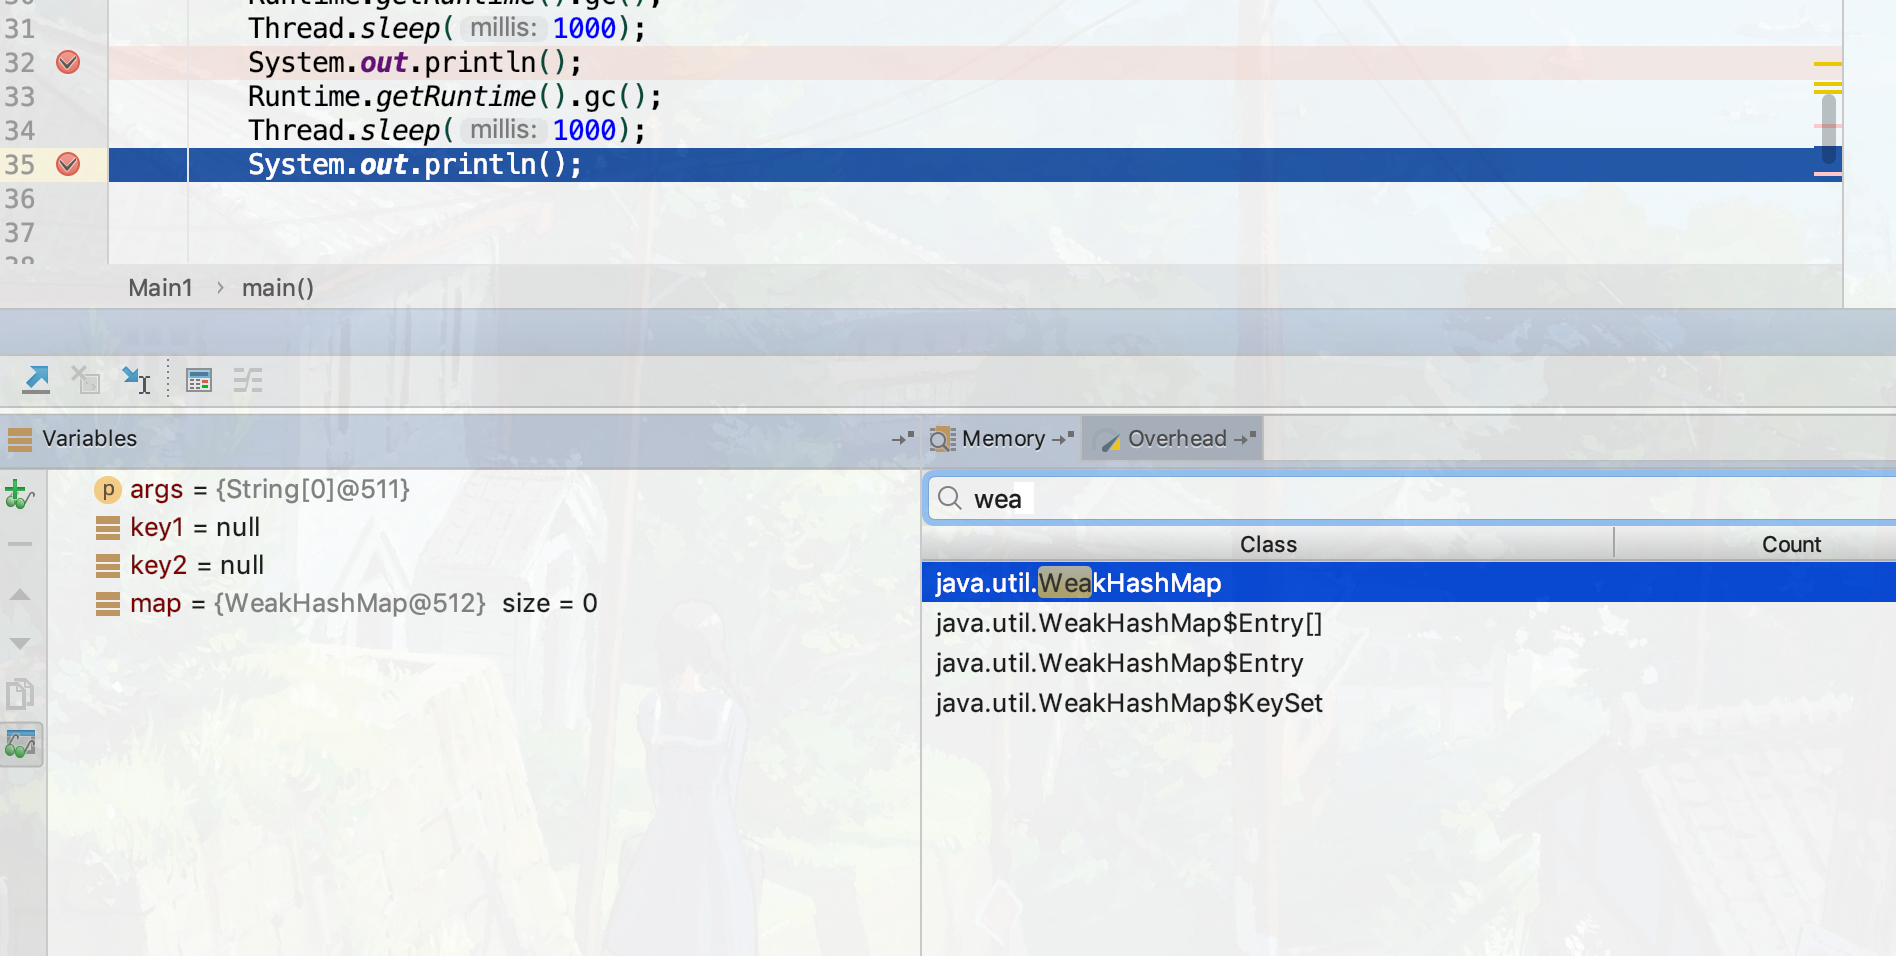 Runtime.getRuntime().gc();
31 Thread.sleep( millis: 1000);
32 System.out.println();
33 Runtime.getRuntime().gc();
34 Thread.sleep( millis: 1000);
35 System.out.println();
36
37
38
Main1 › main()
Variables
Memory
Overhead
p args = {String[0]@511}
key1 = null
key2 = null
map = {WeakHashMap@512} size = 0
wea
Class Count
java.util.WeakHashMap
java.util.WeakHashMap$Entry[]
java.util.WeakHashMap$Entry
java.util.WeakHashMap$KeySet